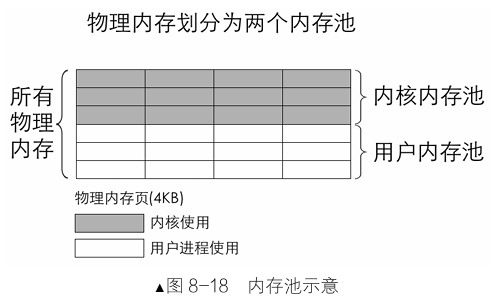 物理内存划分为两个内存池
所有
物理
内存
内核内存池
用户内存池
物理内存页(4KB)
内核使用
用户进程使用
▲图 8-18 内存池示意